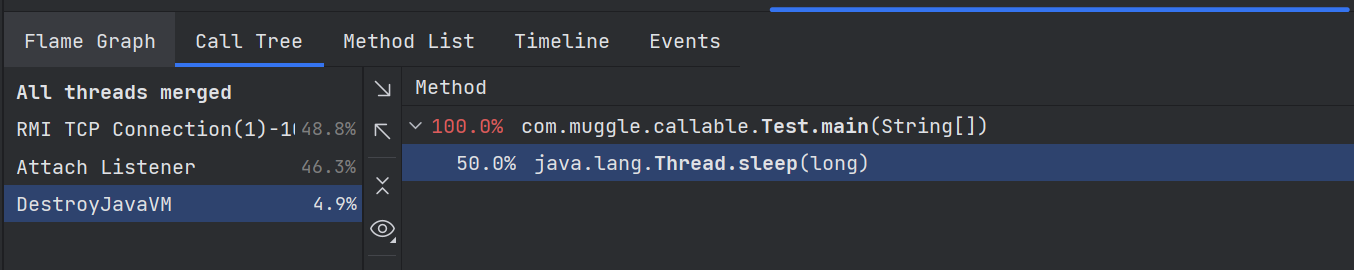 Flame Graph Call Tree Method List Timeline Events
All threads merged
RMI TCP Connection(1)- 48.8%
Attach Listener 46.3%
DestroyJavaVM 4.9%
Method
100.0% com.muggle.callable.Test.main(String[])
50.0% java.lang.Thread.sleep(long)